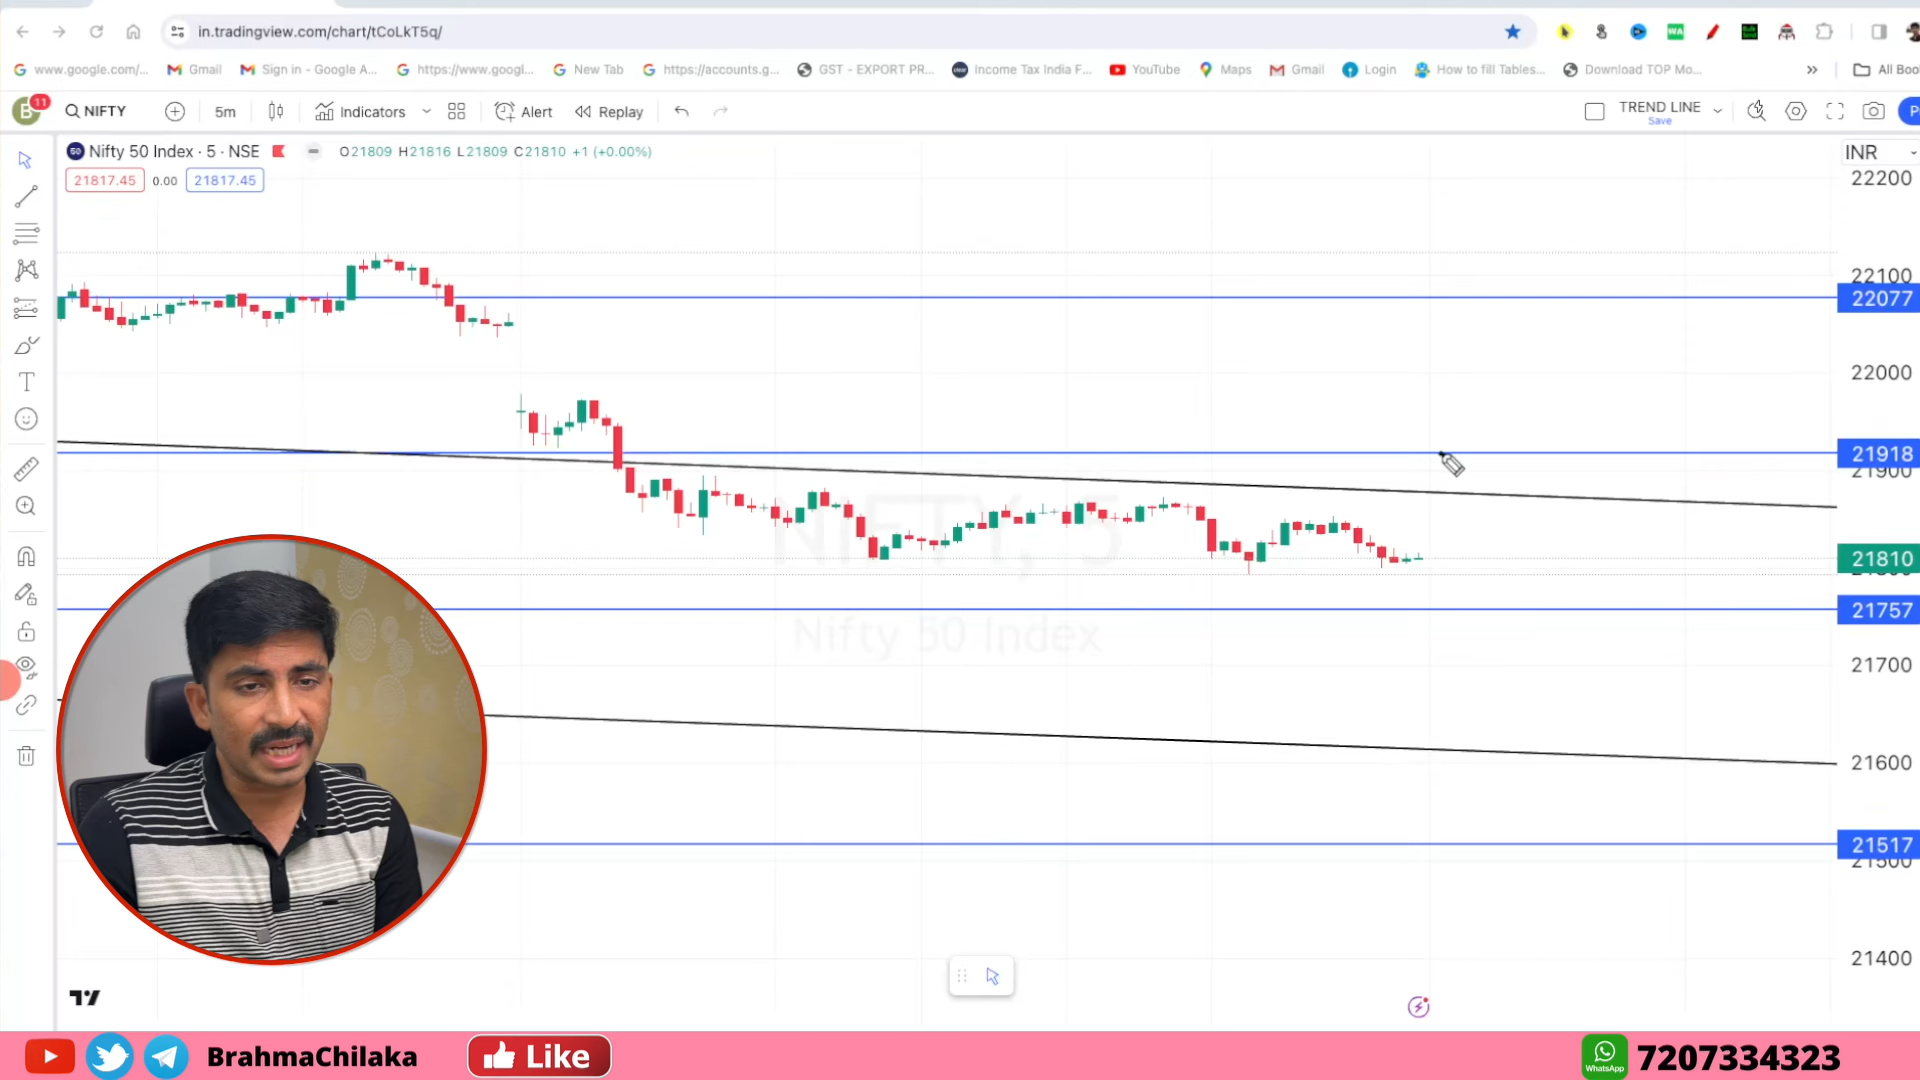 in.tradingview.com/chart/tCoLkT5q/
www.google.com/... Gmail Sign in - Google A... https://www.googl... New Tab https://accounts.g... GST - EXPORT PR... Income Tax India F... YouTube Maps Gmail Login How to fill Tables... Download TOP Mo... » All Boo
B 11 NIFTY 5m Indicators Alert Replay TREND LINE
Save
50 Nifty 50 Index · 5 · NSE O21809 H21816 L21809 C21810 +1 (+0.00%) INR
21817.45 0.00 21817.45
22200
22100
22077
22000
21918
21900
NIFTY, 5
21810
21757
Nifty 50 Index
21700
21600
21517
21500
21400
BrahmaChilaka Like WhatsApp 7207334323